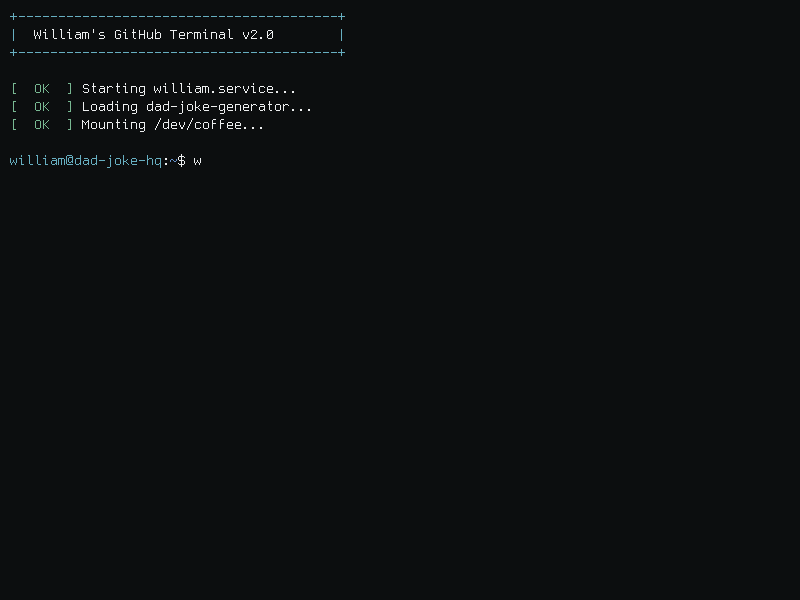 +----------------------------------------+
|  William's GitHub Terminal v2.0        |
+----------------------------------------+
[  OK  ] Starting william.service...
[  OK  ] Loading dad-joke-generator...
[  OK  ] Mounting /dev/coffee...
william@dad-joke-hq:~$ w